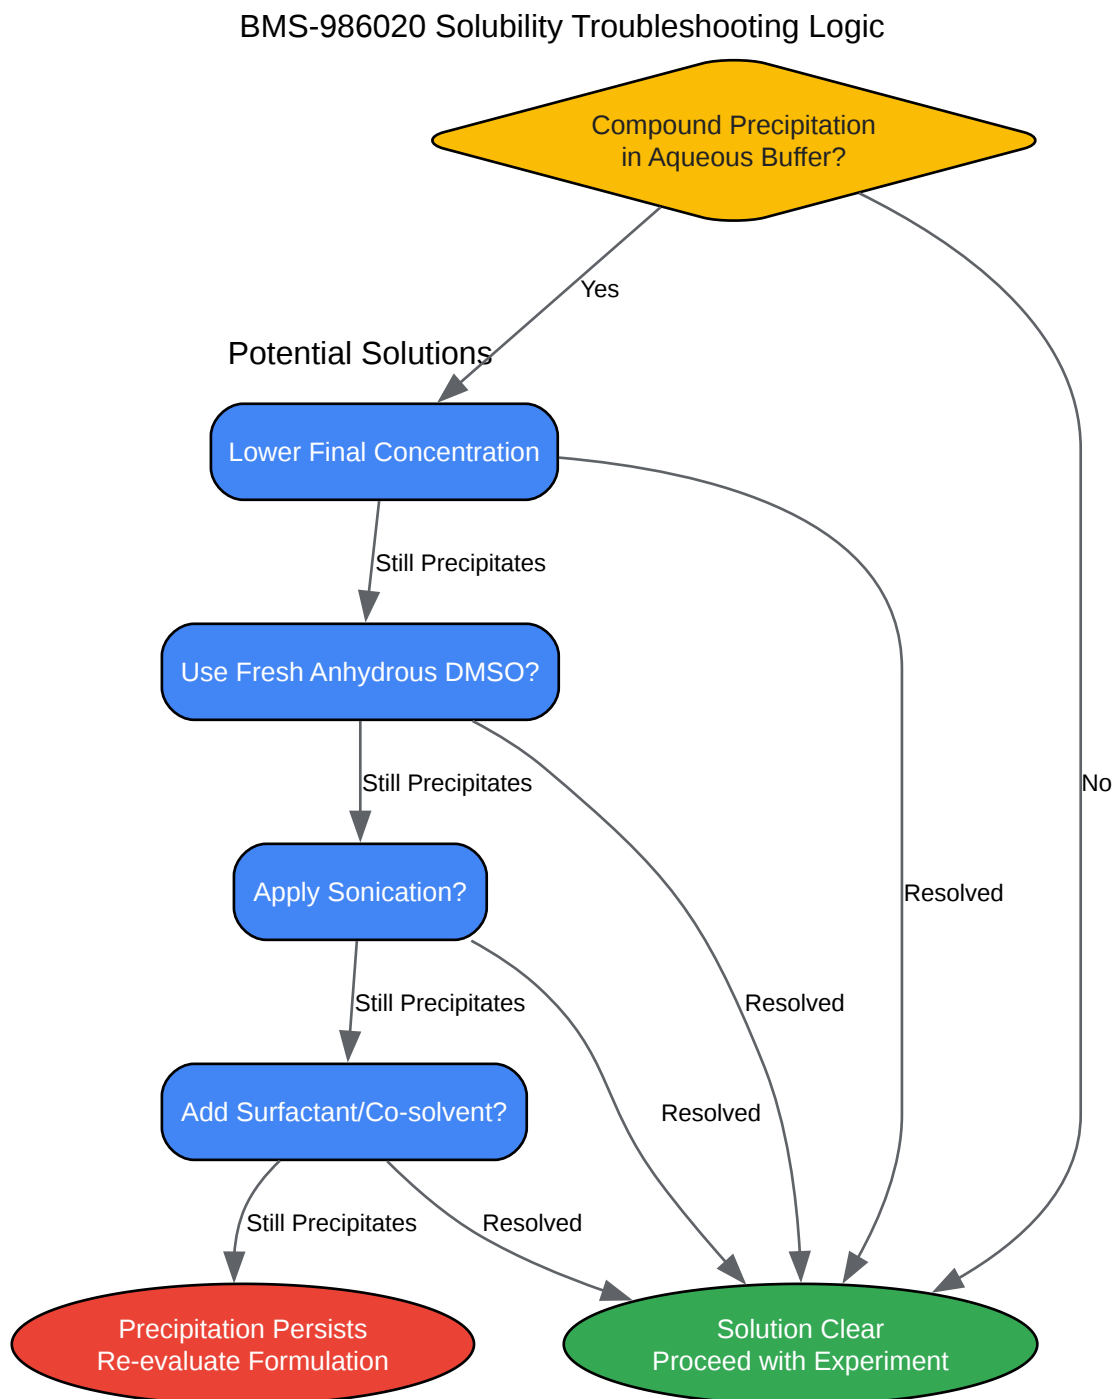 BMS-986020 Solubility Troubleshooting Logic
Compound Precipitation
in Aqueous Buffer?
Yes
Potential Solutions
Lower Final Concentration
Still Precipitates
Use Fresh Anhydrous DMSO?
Still Precipitates
No
Apply Sonication?
Resolved
Still Precipitates
Resolved
Add Surfactant/Co-solvent?
Resolved
Still Precipitates
Resolved
Precipitation Persists
Re-evaluate Formulation
Solution Clear
Proceed with Experiment